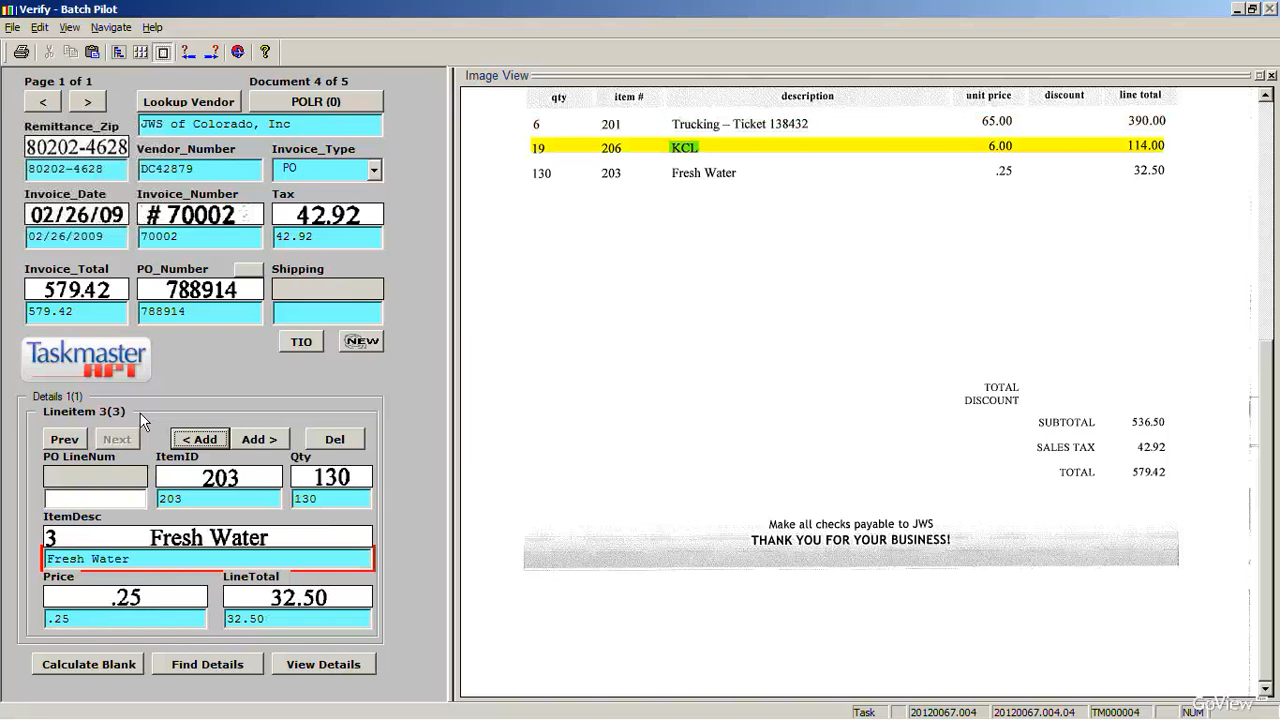 Verify - Batch Pilot
File Edit View Navigate Help
Page 1 of 1
Document 4 of 5
< > Lookup Vendor POLR (0)
Remittance_Zip
JWS of Colorado, Inc
80202-4628
Vendor_Number Invoice_Type
80202-4628 DC42879 PO
Invoice_Date Invoice_Number Tax
02/26/09 # 70002 42.92
02/26/2009 70002 42.92
Invoice_Total PO_Number Shipping
579.42 788914
579.42 788914
TIO NEW
Taskmaster
APT
Details 1(1)
Lineitem 3(3)
Prev Next < Add Add > Del
PO LineNum ItemID Qty
203 130
203 130
ItemDesc
3 Fresh Water
Fresh Water
Price LineTotal
.25 32.50
.25 32.50
Calculate Blank Find Details View Details
Image View
qty item # description unit price discount line total
6 201 Trucking – Ticket 138432 65.00 390.00
19 206 KCL 6.00 114.00
130 203 Fresh Water .25 32.50
TOTAL
DISCOUNT
SUBTOTAL 536.50
SALES TAX 42.92
TOTAL 579.42
Make all checks payable to JWS
THANK YOU FOR YOUR BUSINESS!
GoView
Task 20120067.004 20120067.004.04 TM000004 NUM